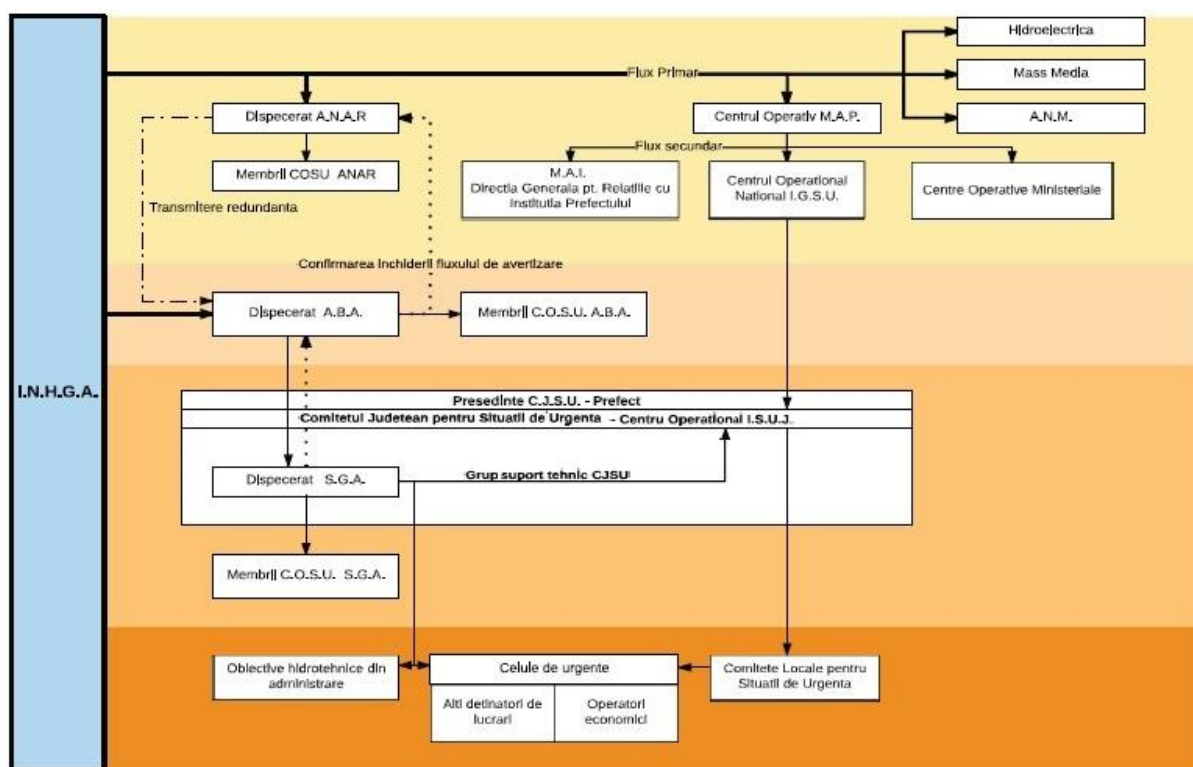 Hidroelectrica
Flux Primar
Mass Media
Dispecerat A.N.A.R
Centrul Operativ M.A.P.
A.N.M.
Flux secundar
Membrii COSU ANAR
M.A.I.
Directia Generala pt. Relatiile cu
Institutia Prefectului
Centrul Operational
National I.G.S.U.
Centre Operative Ministeriale
Transmitere redundanta
Confirmarea inchiderii fluxului de avertizare
Dispecerat A.B.A.
Membrii C.O.S.U. A.B.A.
I.N.H.G.A.
Presedinte C.J.S.U. - Prefect
Comitetul Judetean pentru Situatii de Urgenta - Centru Operational I.S.U.J.
Dispecerat S.G.A.
Grup suport tehnic CJSU
Membrii C.O.S.U. S.G.A.
Obiective hidrotehnice din
administrare
Celule de urgente
Comitete Locale pentru
Situatii de Urgenta
Alti detinatori de
lucrari
Operatori
economici